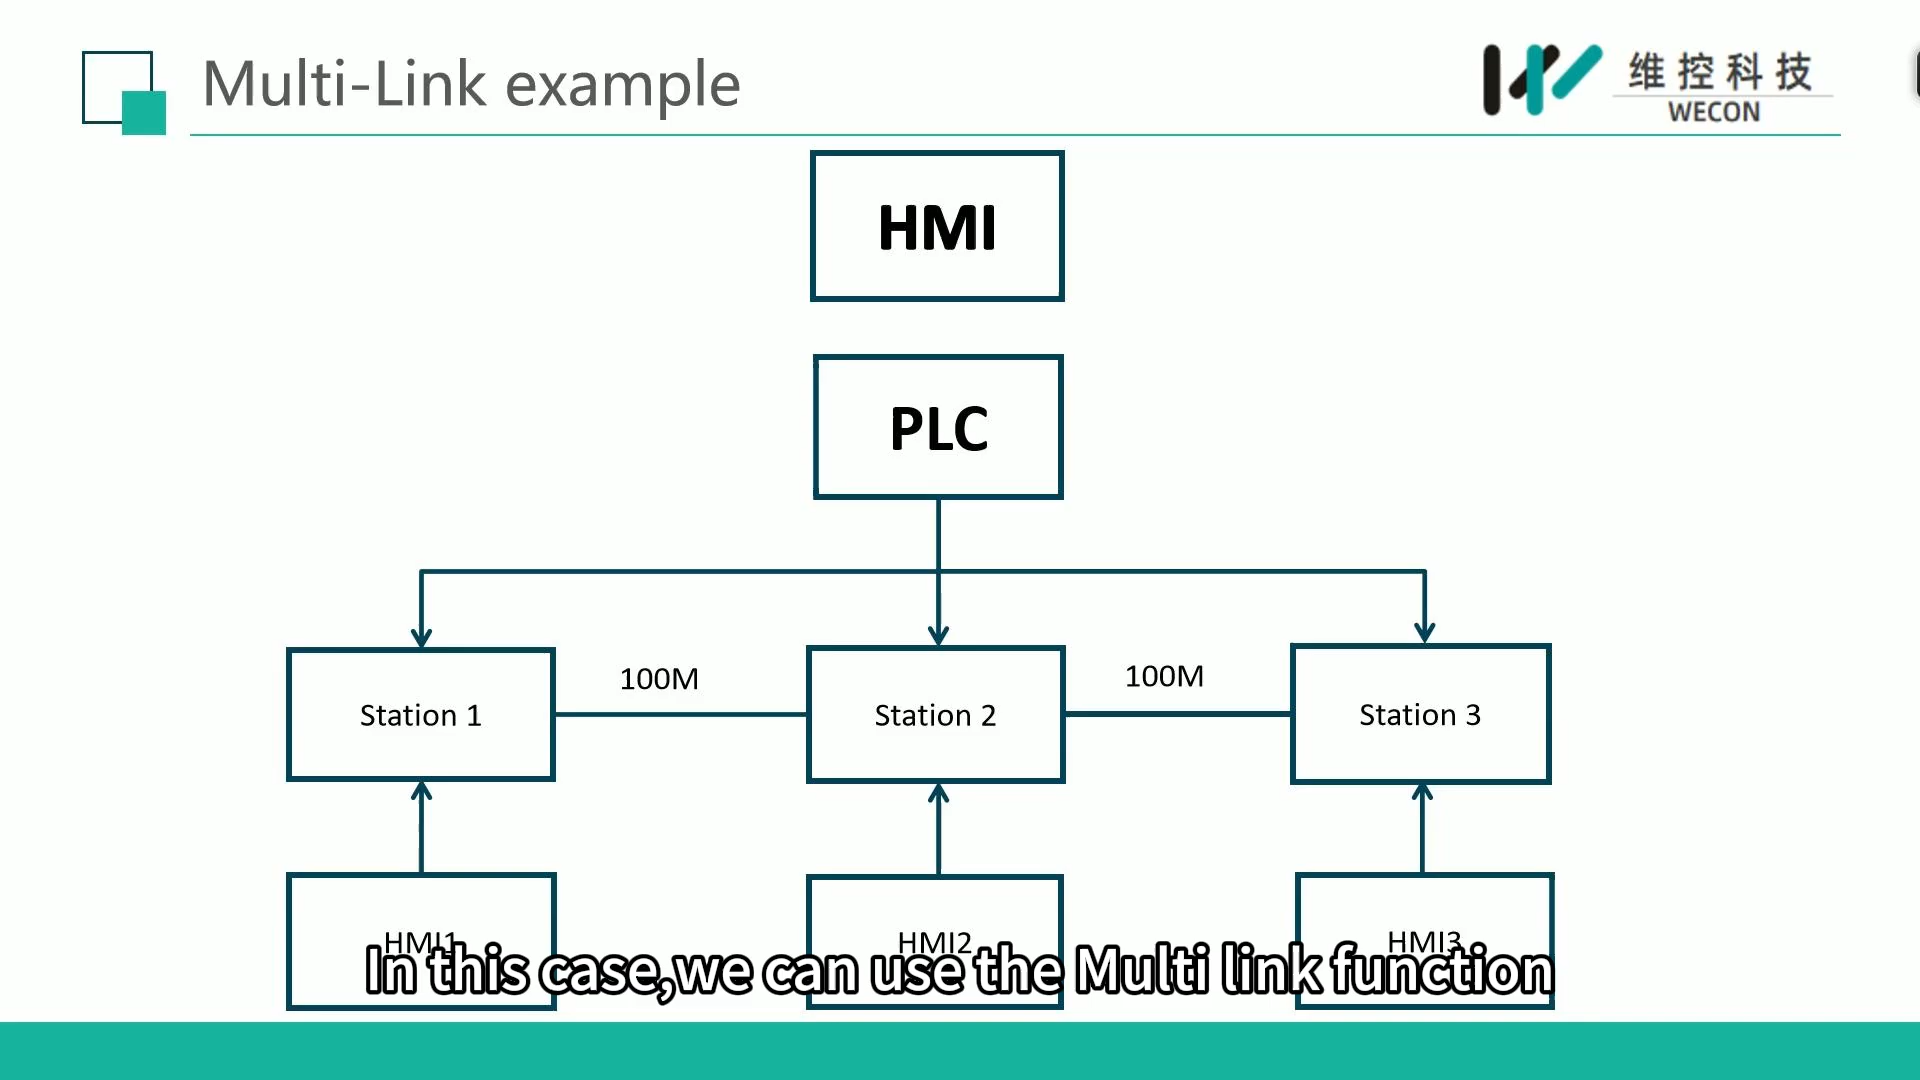 Multi-Link example
维控科技
WECON
HMI
PLC
100M
100M
Station 1
Station 2
Station 3
HMI1
HMI2
HMI3
In this case,we can use the Multi link function